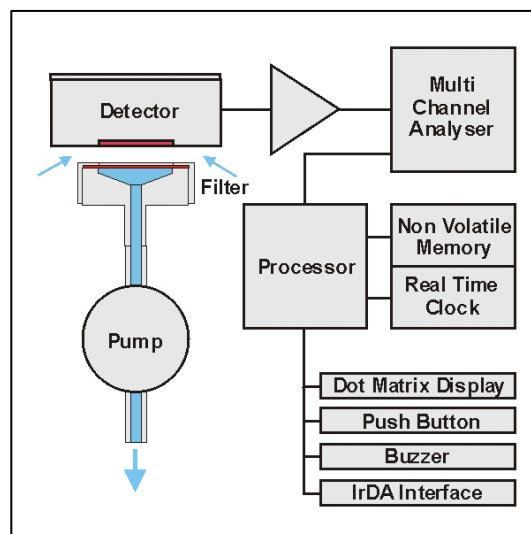 Detector
Multi
Channel
Analyser
Filter
Processor
Non Volatile
Memory
Real Time
Clock
Pump
Dot Matrix Display
Push Button
Buzzer
IrDA Interface